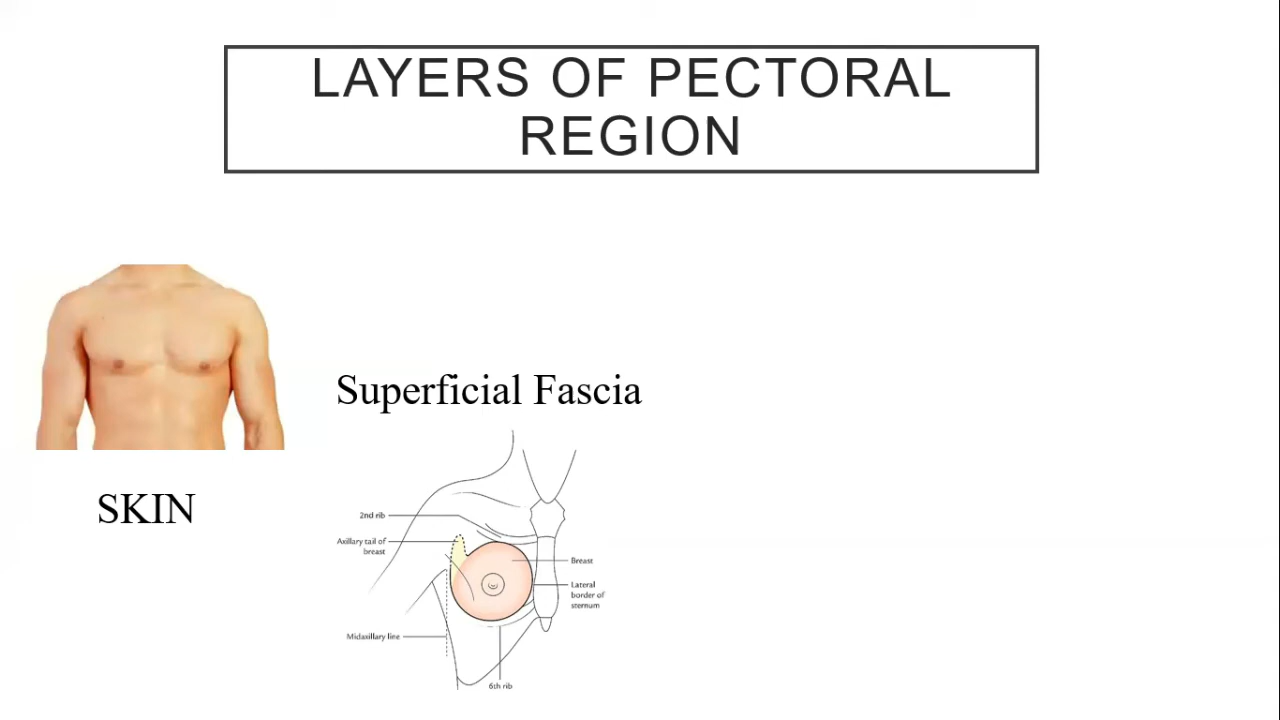 LAYERS OF PECTORAL
REGION
Superficial Fascia
SKIN
2nd rib
Axillary tail of
breast
Breast
Lateral
border of
sternum
Midaxillary line
6th rib